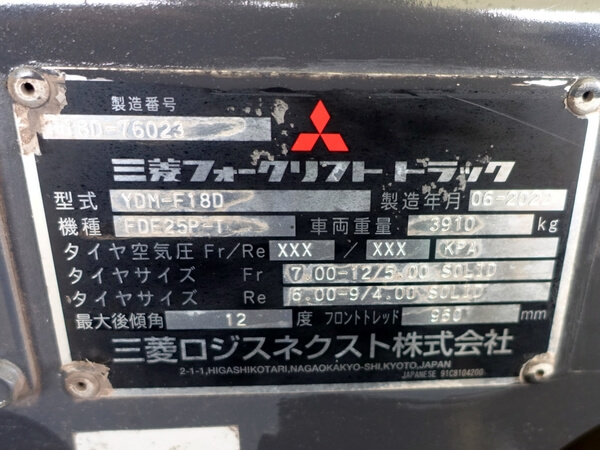 製造番号
18D-76023
三菱フォークリフト トラック
型式 YDM-F18D 製造年月
機種 車両重量 3910 kg
タイヤ空気圧 Fr/Re XXX / XXX KPA
タイヤサイズ Fr 7.00-12/5.00 SOLID
タイヤサイズ Re 6.00-9/4.00 SOLID
最大後傾角 12 度 フロントトレッド 960 mm
三菱ロジスネクスト株式会社
2-1-1,HIGASHIKOTARI,NAGAOKAKYO-SHI,KYOTO,JAPAN
JAPANESE 91C8104200